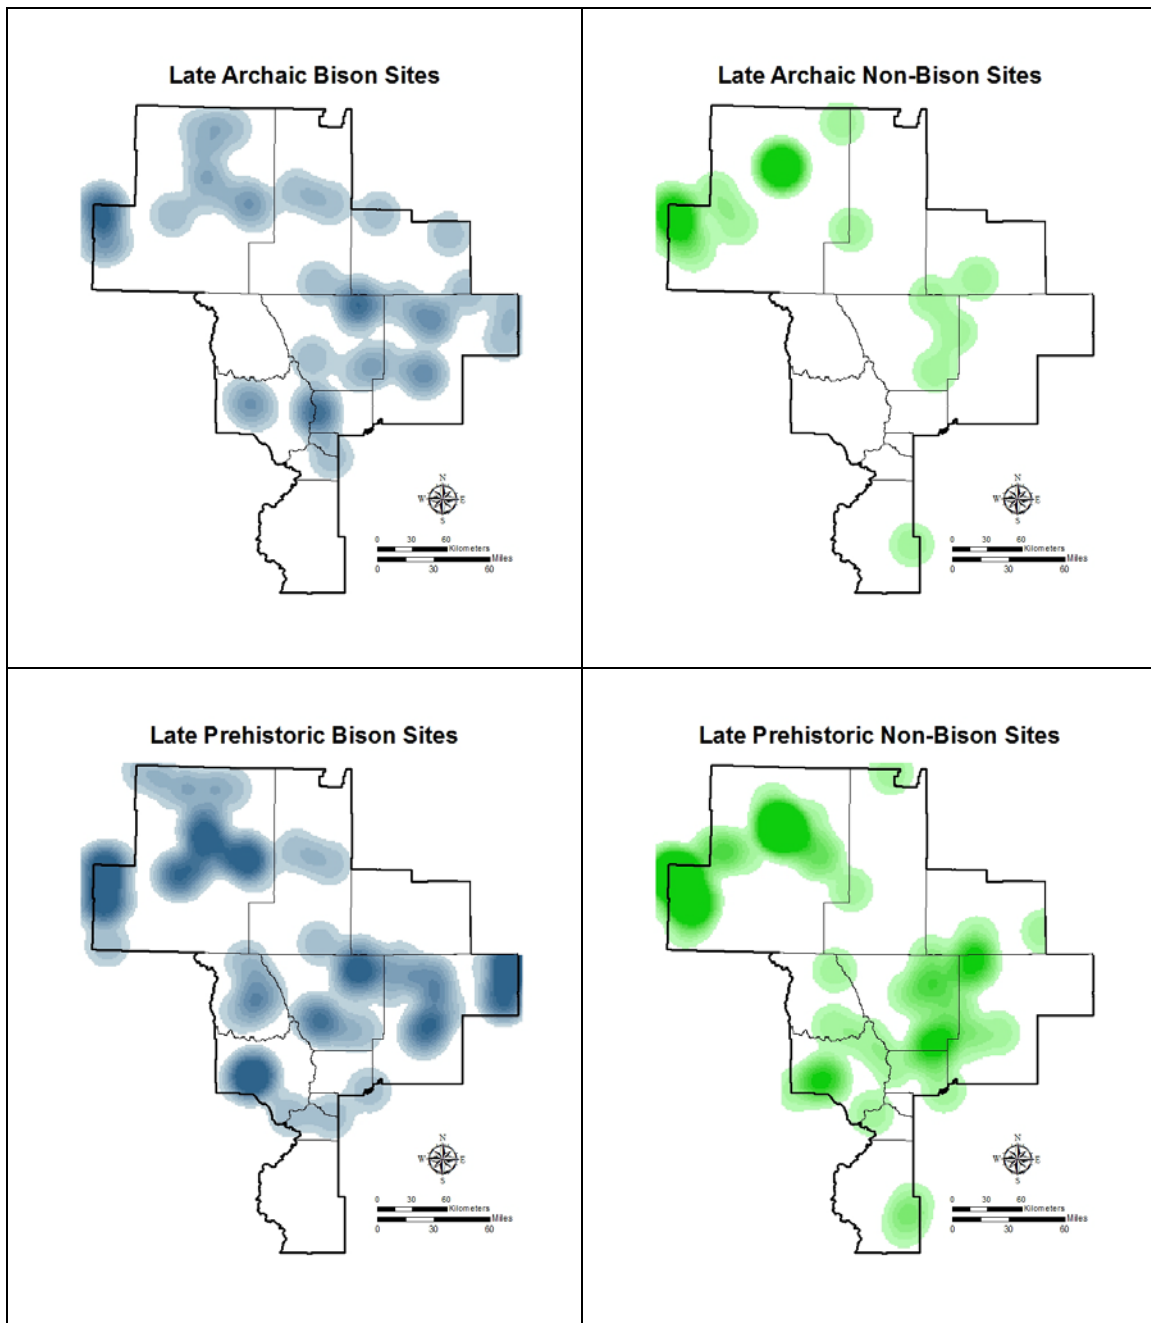 Late Archaic Bison Sites
N
W E
S
0 30 60
Kilometers
Miles
0 30 60
Late Archaic Non-Bison Sites
N
W E
S
0 30 60
Kilometers
Miles
0 30 60
Late Prehistoric Bison Sites
N
W E
S
0 30 60
Kilometers
Miles
0 30 60
Late Prehistoric Non-Bison Sites
N
W E
S
0 30 60
Kilometers
Miles
0 30 60